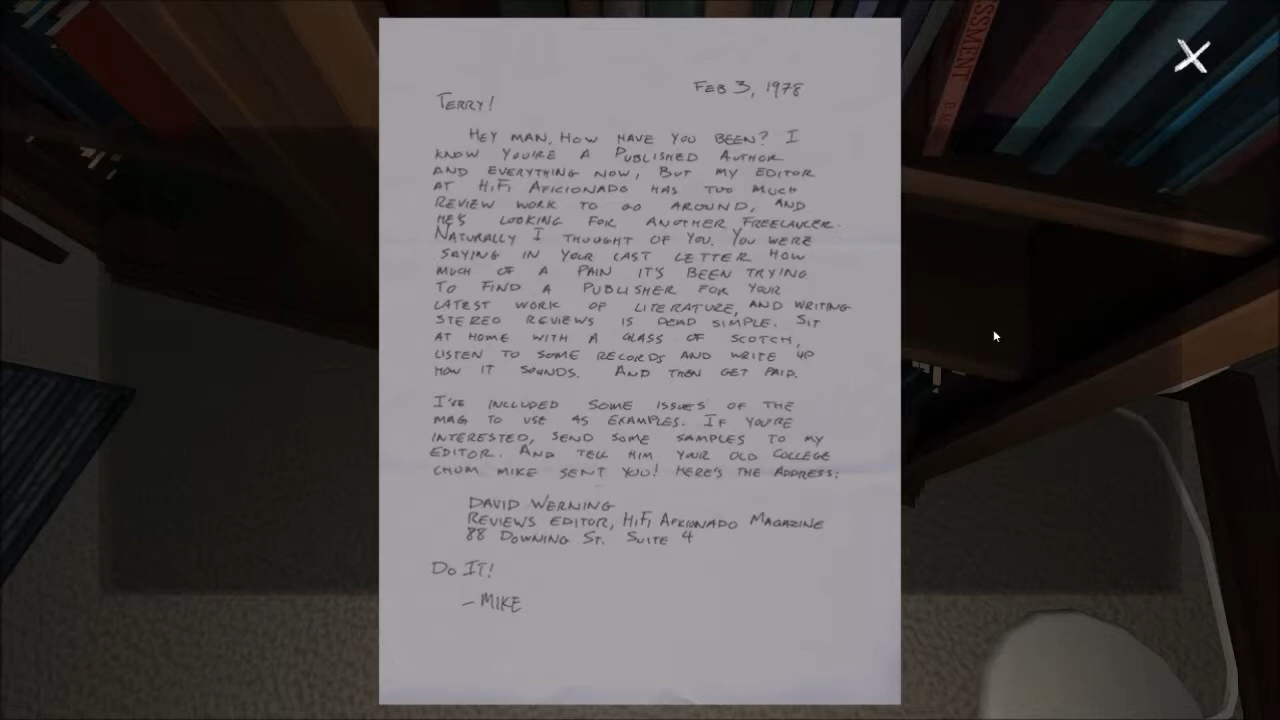 SSMENT
FEB 3, 1978
TERRY!
HEY MAN, HOW HAVE YOU BEEN? I
KNOW YOU'RE A PUBLISHED AUTHOR
AND EVERYTHING NOW, BUT MY EDITOR
AT HIFI AFICIONADO HAS TOO MUCH
REVIEW WORK TO GO AROUND, AND
HE'S LOOKING FOR ANOTHER FREELANCER.
NATURALLY I THOUGHT OF YOU. YOU WERE
SAYING IN YOUR LAST LETTER HOW
MUCH OF A PAIN IT'S BEEN TRYING
TO FIND A PUBLISHER FOR YOUR
LATEST WORK OF LITERATURE, AND WRITING
STEREO REVIEWS IS DEAD SIMPLE. SIT
AT HOME WITH A GLASS OF SCOTCH,
LISTEN TO SOME RECORDS AND WRITE UP
HOW IT SOUNDS. AND THEN GET PAID.
I'VE INCLUDED SOME ISSUES OF THE
MAG TO USE AS EXAMPLES. IF YOU'RE
INTERESTED, SEND SOME SAMPLES TO MY
EDITOR. AND TELL HIM YOUR OLD COLLEGE
CHUM MIKE SENT YOU! HERE'S THE ADDRESS:
DAVID WERNING
REVIEWS EDITOR, HIFI AFICIONADO MAGAZINE
88 DOWNING ST. SUITE 4
DO IT!
– MIKE